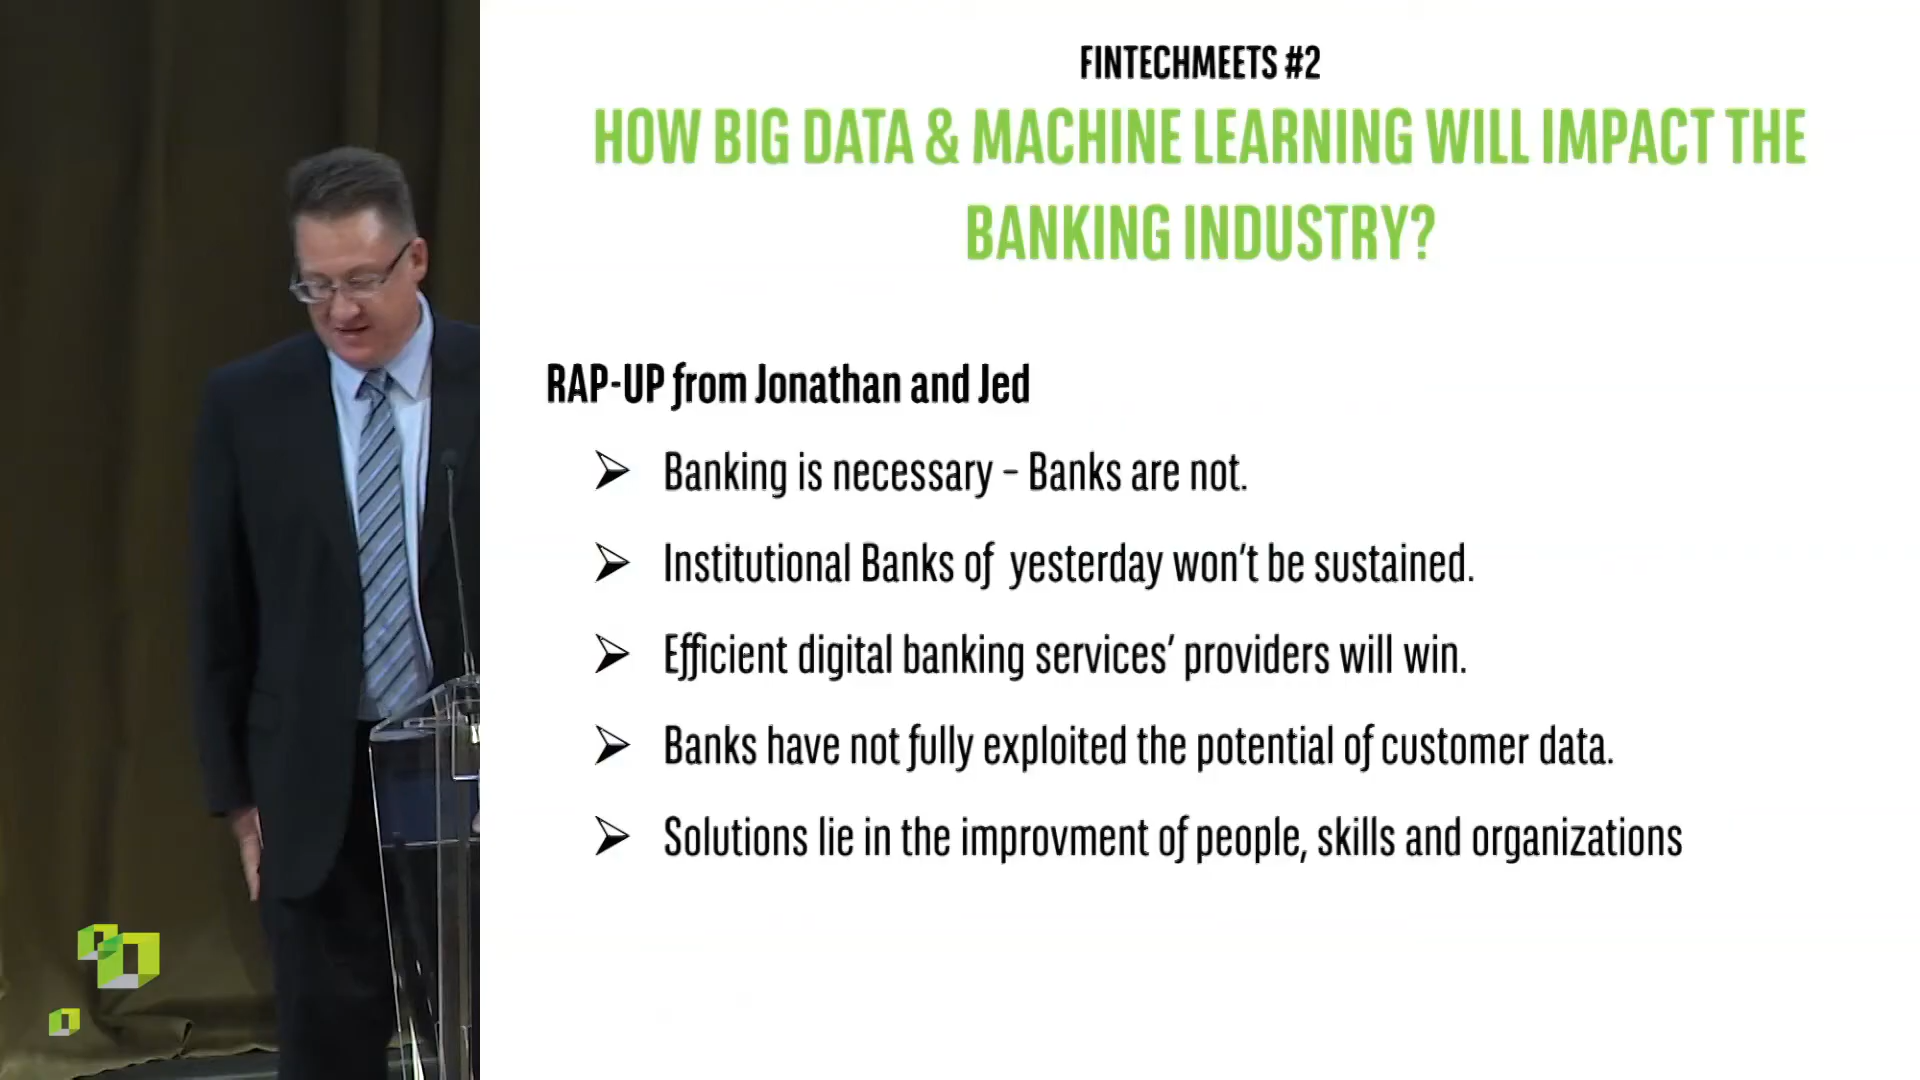 FINTECHMEETS #2
HOW BIG DATA & MACHINE LEARNING WILL IMPACT THE
BANKING INDUSTRY?
RAP-UP from Jonathan and Jed
➢ Banking is necessary – Banks are not.
➢ Institutional Banks of yesterday won’t be sustained.
➢ Efficient digital banking services’ providers will win.
➢ Banks have not fully exploited the potential of customer data.
➢ Solutions lie in the improvment of people, skills and organizations